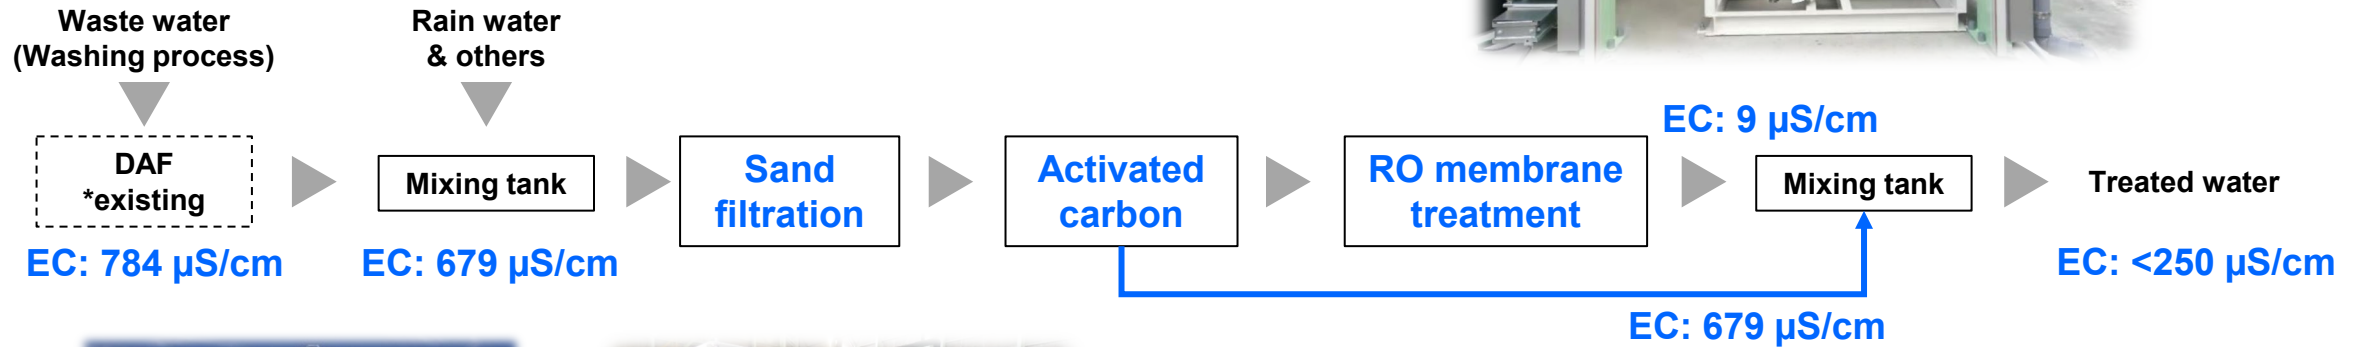 Waste water
(Washing process)
Rain water
& others
DAF
*existing
EC: 784 µS/cm
Mixing tank
EC: 679 µS/cm
Sand
filtration
Activated
carbon
RO membrane
treatment
EC: 9 µS/cm
Mixing tank
EC: 679 µS/cm
Treated water
EC: <250 µS/cm